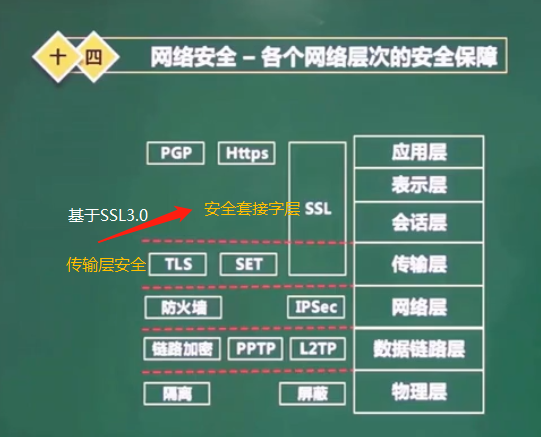 十四 网络安全 – 各个网络层次的安全保障
PGP Https 应用层
表示层
基于SSL3.0 安全套接字层 SSL 会话层
传输层安全 TLS SET 传输层
防火墙 IPSec 网络层
链路加密 PPTP L2TP 数据链路层
隔离 屏蔽 物理层